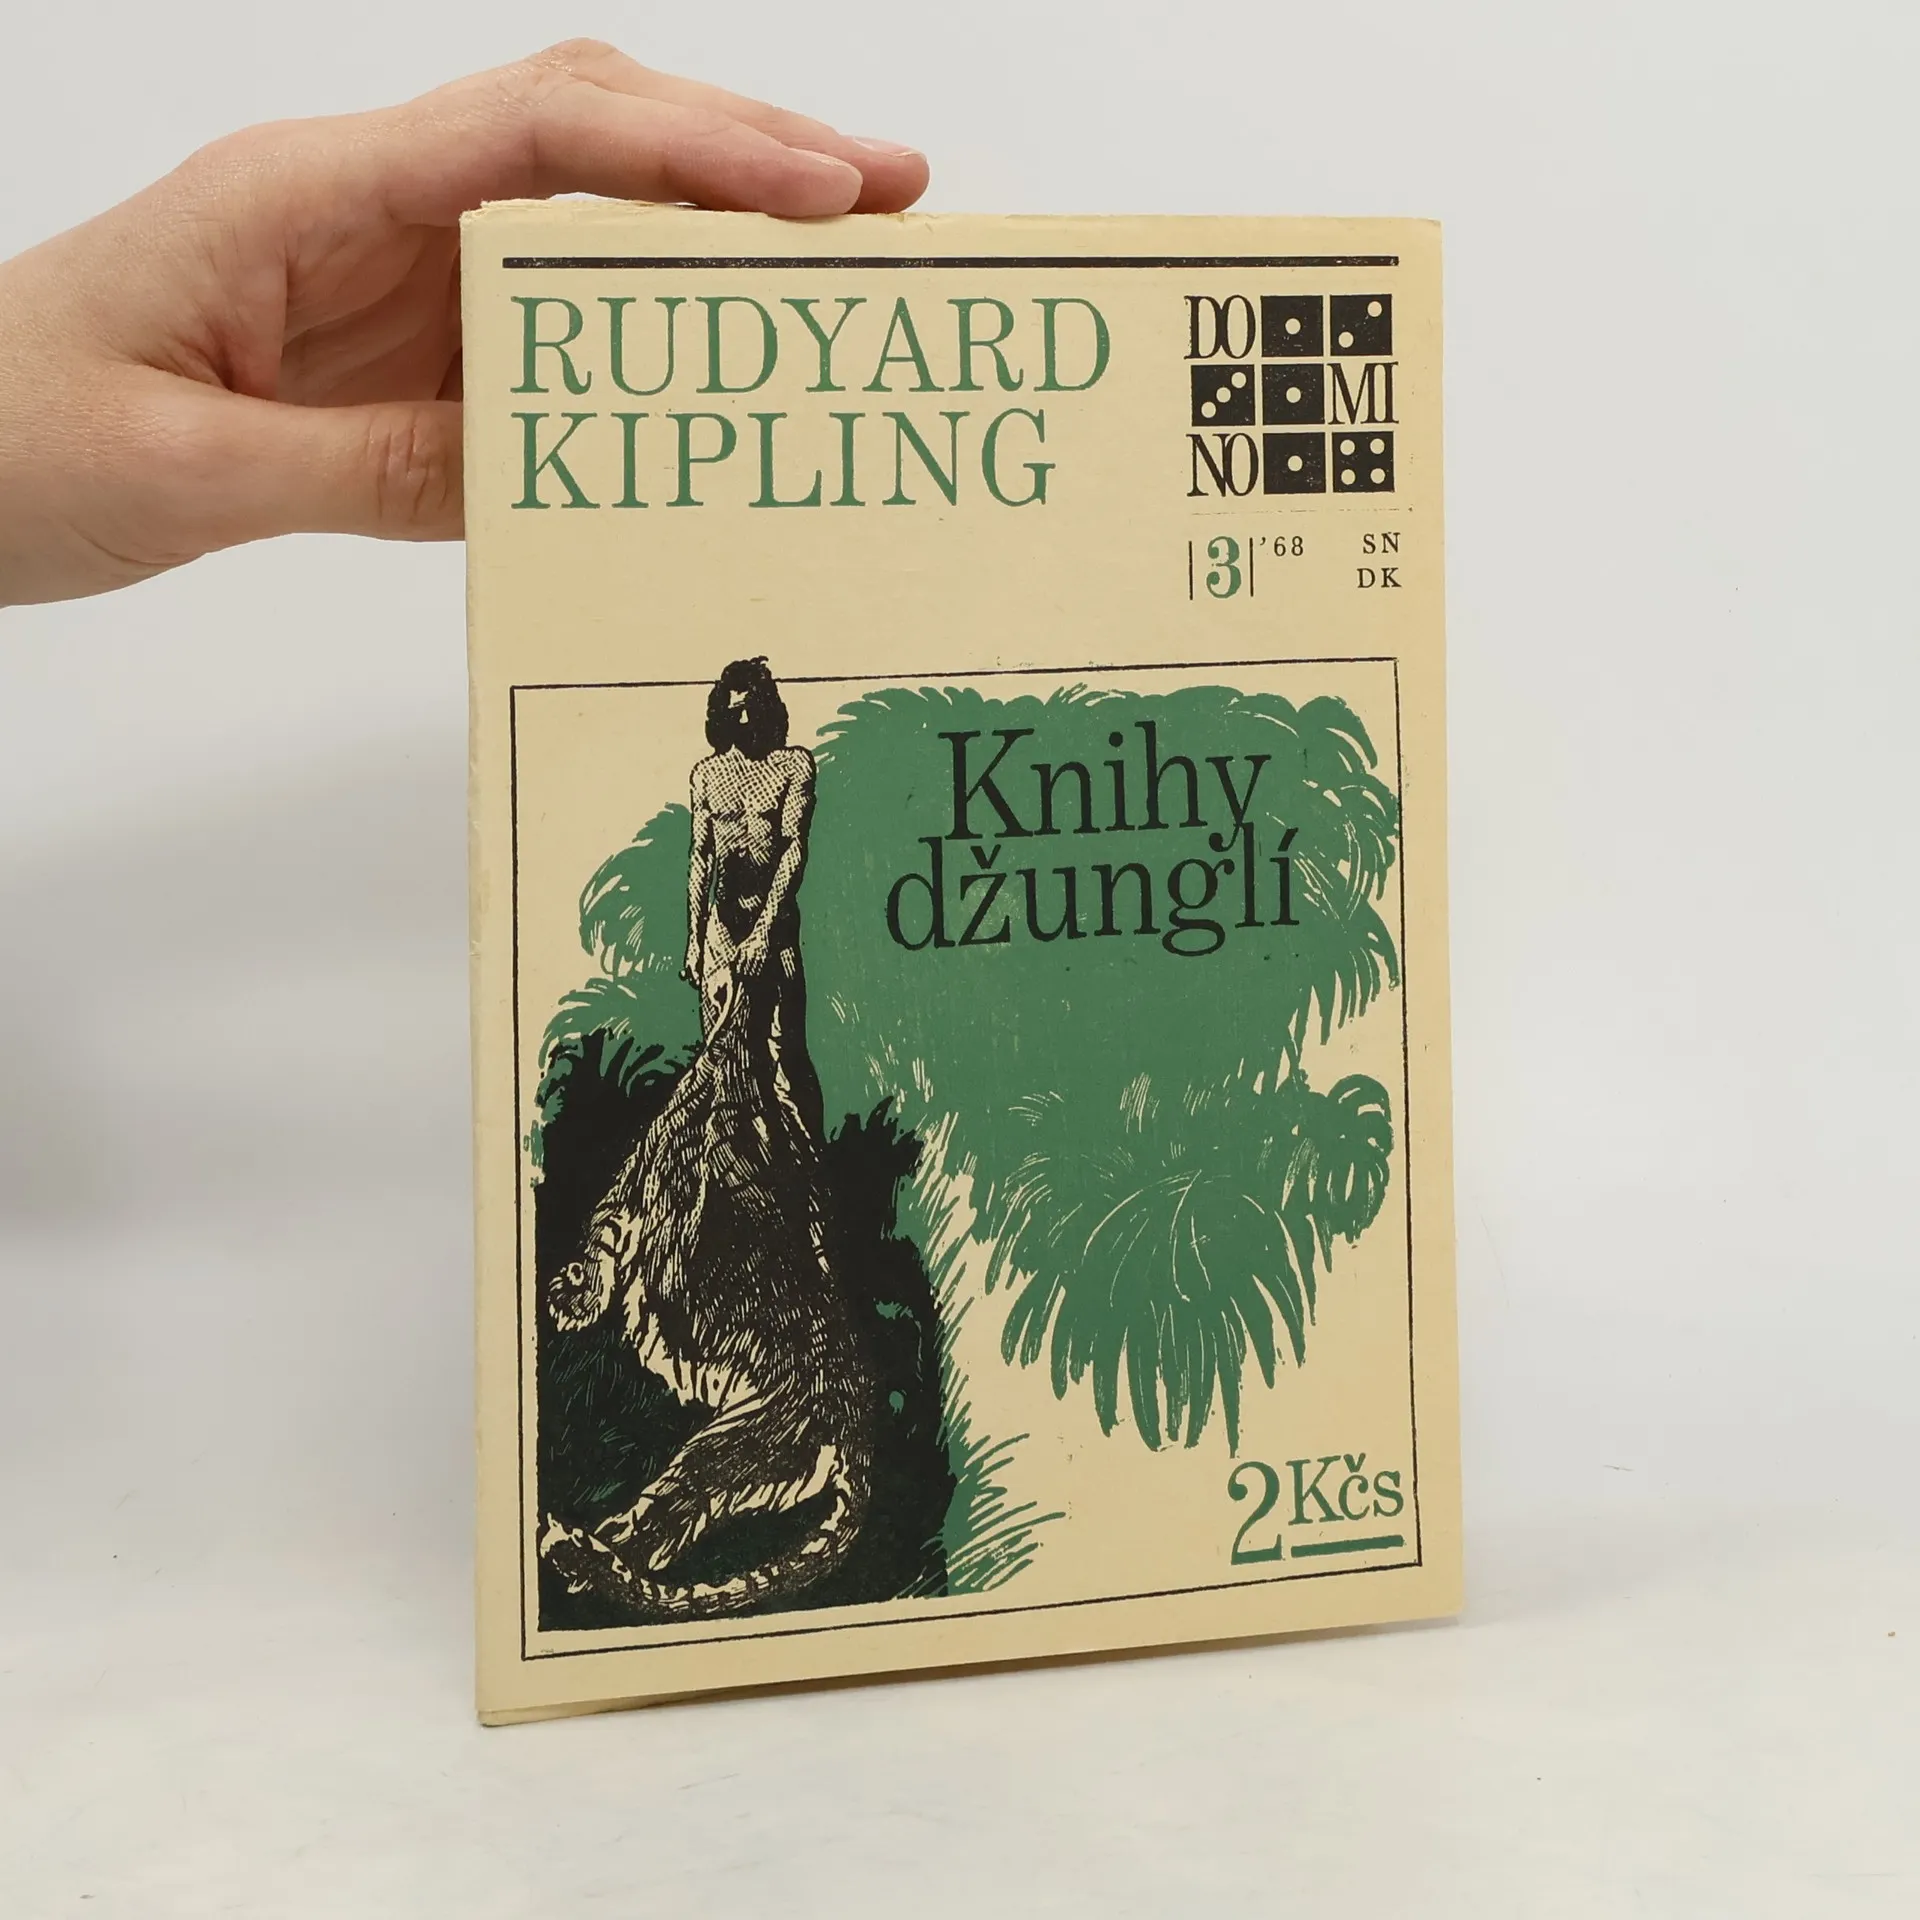 RUDYARD
KIPLING
DO
MI
NO
3 '68
SN
DK
Knihy
džunglí
2 Kčs